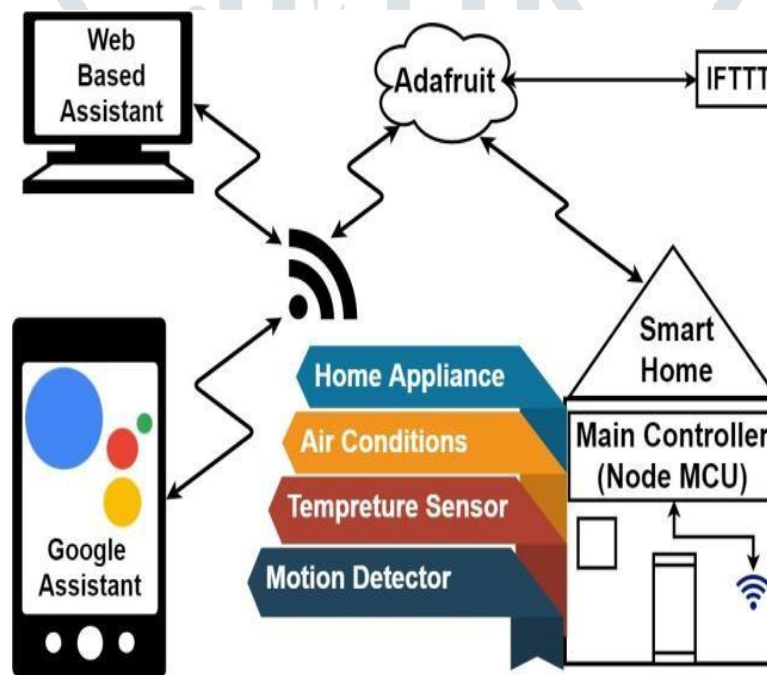 Web
Based
Assistant
Adafruit
IFTTT
Smart
Home
Home Appliance
Air Conditions
Tempreture Sensor
Motion Detector
Main Controller
(Node MCU)
Google
Assistant